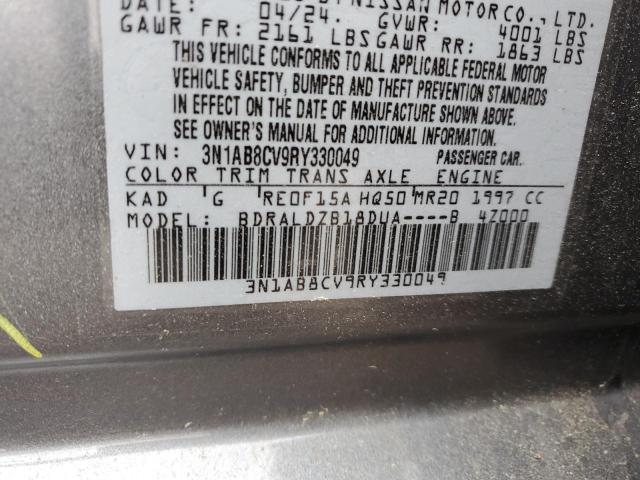 BY NISSAN MOTOR CO., LTD.
DATE: 04/24. GVWR: 4001 LBS
GAWR FR: 2161 LBS GAWR RR: 1863 LBS
THIS VEHICLE CONFORMS TO ALL APPLICABLE FEDERAL MOTOR
VEHICLE SAFETY, BUMPER AND THEFT PREVENTION STANDARDS
IN EFFECT ON THE DATE OF MANUFACTURE SHOWN ABOVE.
SEE OWNER'S MANUAL FOR ADDITIONAL INFORMATION.
VIN: 3N1AB8CV9RY330049 PASSENGER CAR.
COLOR TRIM TRANS AXLE ENGINE
KAD G RE0F15A HQ50 MR20 1997 CC
MODEL: BDRALDZB18DUA----B 4Z000
3N1AB8CV9RY330049